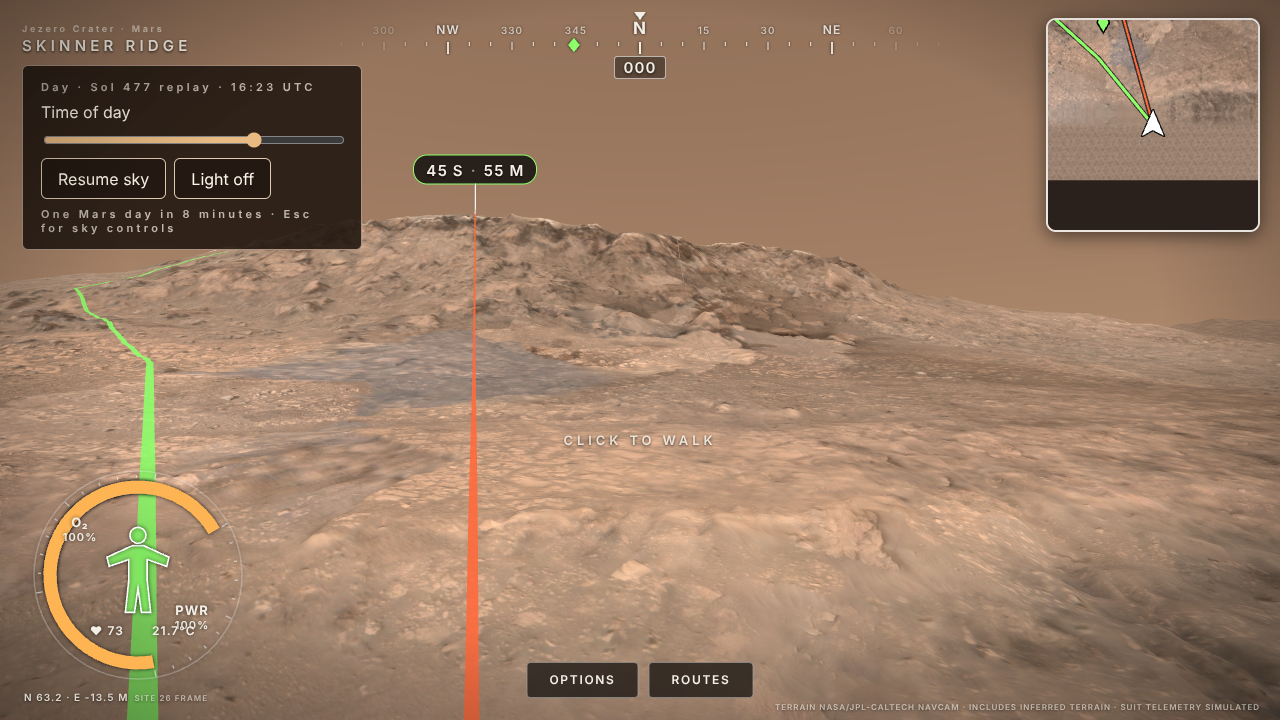 Jezero Crater · Mars
SKINNER RIDGE
300 NW 330 345 N 15 30 NE 60
000
Day · Sol 477 replay · 16:23 UTC
Time of day
Resume sky
Light off
One Mars day in 8 minutes · Esc
for sky controls
45 S · 55 M
CLICK TO WALK
O₂
100%
PWR
100%
♥ 73
21.7°C
N 63.2 · E -13.5 M SITE 26 FRAME
OPTIONS
ROUTES
TERRAIN NASA/JPL-CALTECH NAVCAM · INCLUDES INFERRED TERRAIN · SUIT TELEMETRY SIMULATED